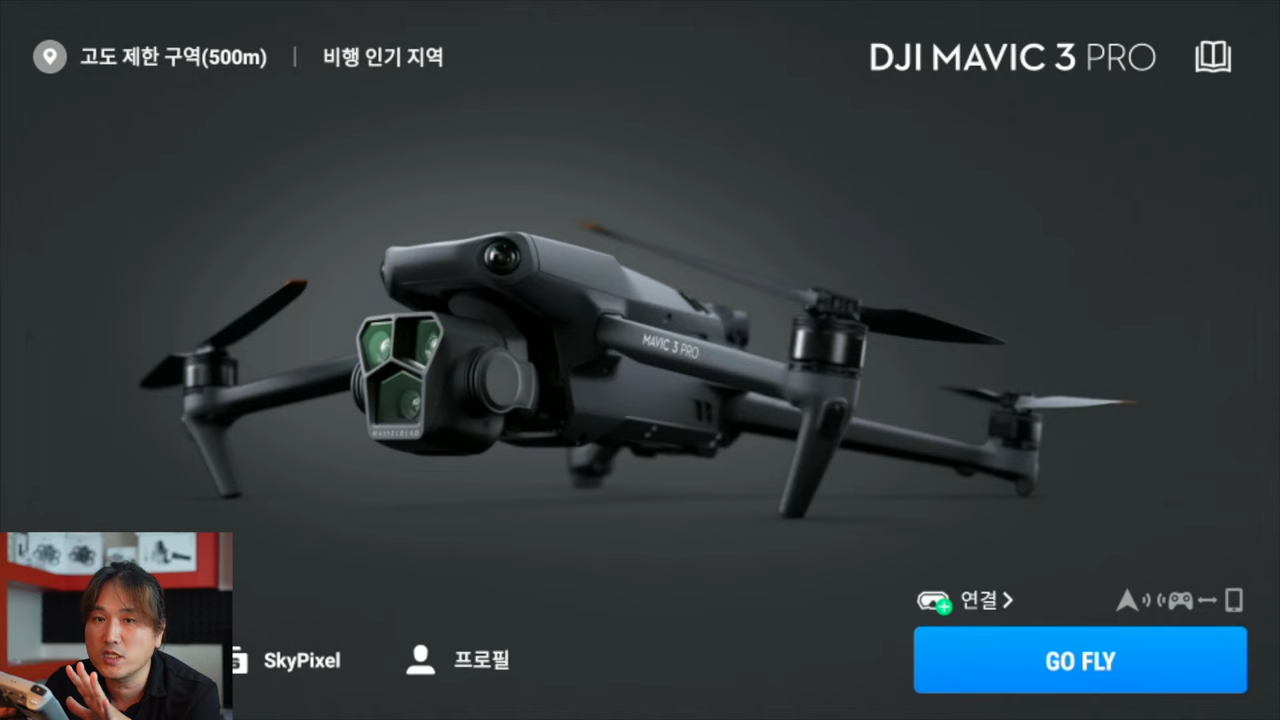 고도 제한 구역(500m) | 비행 인기 지역
DJI MAVIC 3 PRO
MAVIC 3 PRO
HASSELBLAD
연결
SkyPixel
프로필
GO FLY